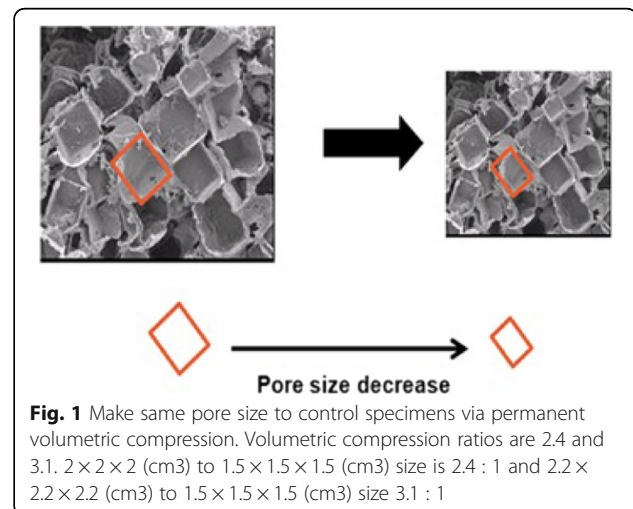 Pore size decrease
Fig. 1 Make same pore size to control specimens via permanent
volumetric compression. Volumetric compression ratios are 2.4 and
3.1. 2 × 2 × 2 (cm3) to 1.5 × 1.5 × 1.5 (cm3) size is 2.4 : 1 and 2.2 ×
2.2 × 2.2 (cm3) to 1.5 × 1.5 × 1.5 (cm3) size 3.1 : 1